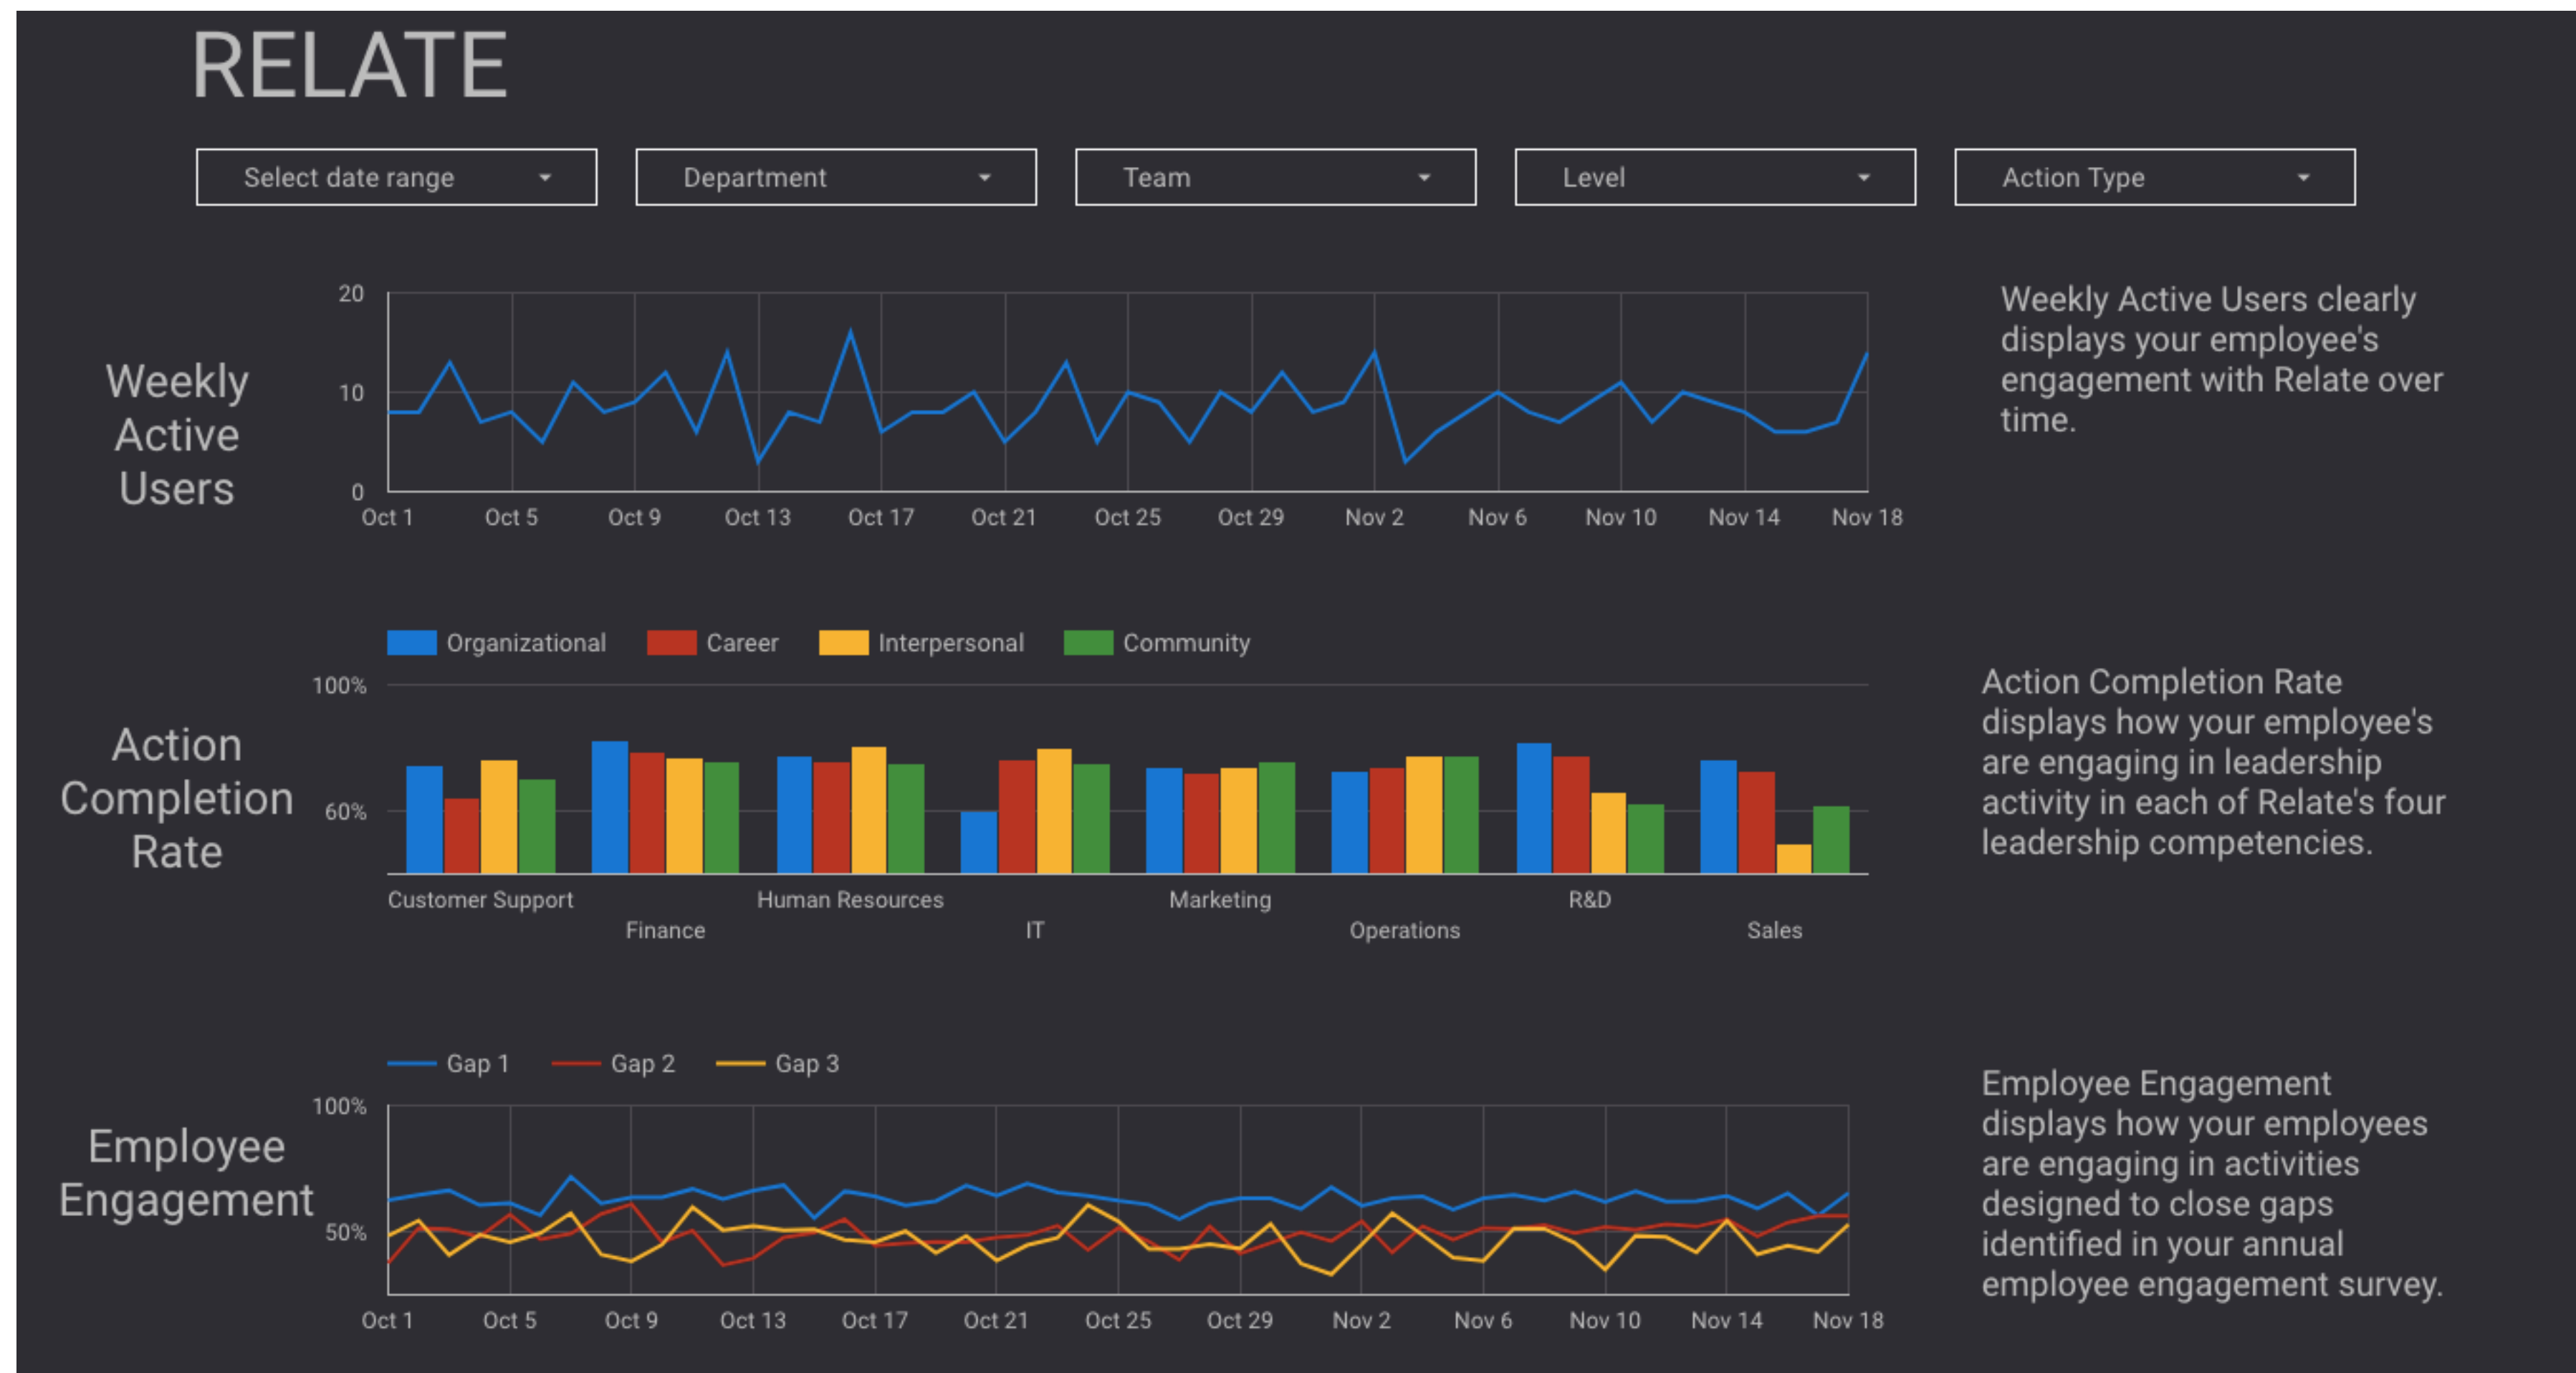 RELATE
Select date range
Department
Team
Level
Action Type
Weekly
Active
Users
20
10
0
Oct 1
Oct 5
Oct 9
Oct 13
Oct 17
Oct 21
Oct 25
Oct 29
Nov 2
Nov 6
Nov 10
Nov 14
Nov 18
Weekly Active Users clearly
displays your employee's
engagement with Relate over
time.
Action
Completion
Rate
Organizational
Career
Interpersonal
Community
100%
60%
Customer Support
Finance
Human Resources
IT
Marketing
Operations
R&D
Sales
Action Completion Rate
displays how your employee's
are engaging in leadership
activity in each of Relate's four
leadership competencies.
Employee
Engagement
Gap 1
Gap 2
Gap 3
100%
50%
Oct 1
Oct 5
Oct 9
Oct 13
Oct 17
Oct 21
Oct 25
Oct 29
Nov 2
Nov 6
Nov 10
Nov 14
Nov 18
Employee Engagement
displays how your employees
are engaging in activities
designed to close gaps
identified in your annual
employee engagement survey.